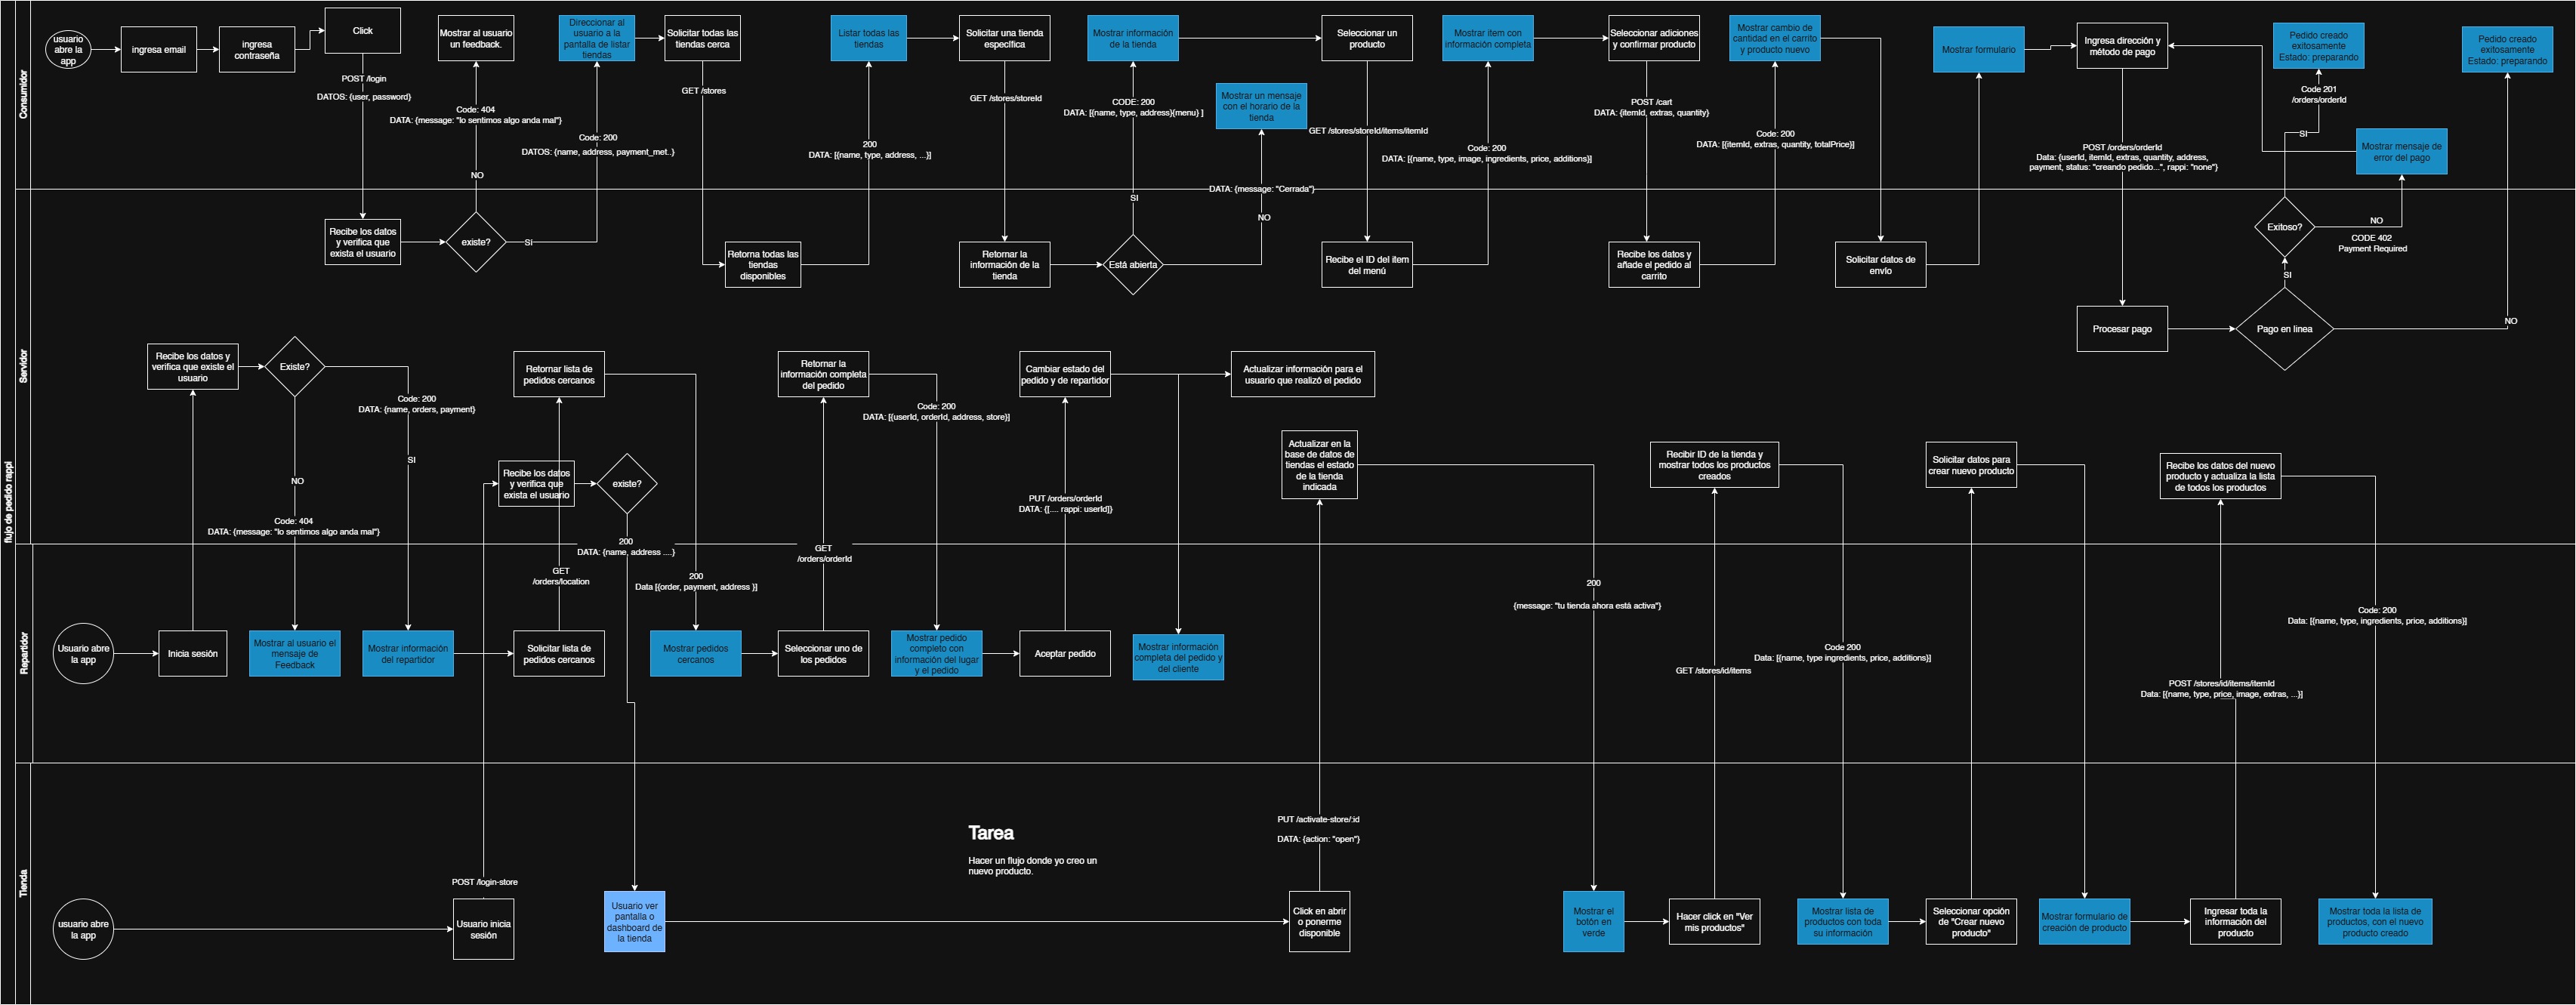 flujo de pedido rappi
Consumidor
usuario
abre la
app
ingresa email
ingresa
contraseña
Click
POST /login
DATOS: {user, password}
Mostrar al usuario
un feedback.
Code: 404
DATA: {message: "lo sentimos algo anda mal"}
NO
Direccionar al
usuario a la
pantalla de listar
tiendas
Code: 200
DATOS: {name, address, payment_met..}
Solicitar todas las
tiendas cerca
GET /stores
Listar todas las
tiendas
200
DATA: [{name, type, address, ...}]
Solicitar una tienda
específica
GET /stores/storeId
Mostrar información
de la tienda
CODE: 200
DATA: [{name, type, address}{menu} ]
Mostrar un mensaje
con el horario de la
tienda
DATA: {message: "Cerrada"}
SI
NO
Seleccionar un
producto
GET /stores/storeId/items/itemId
Mostrar item con
información completa
Code: 200
DATA: [{name, type, image, ingredients, price, additions}]
Seleccionar adiciones
y confirmar producto
POST /cart
DATA: {itemId, extras, quantity}
Mostrar cambio de
cantidad en el carrito
y producto nuevo
Code: 200
DATA: [{itemId, extras, quantity, totalPrice}]
Mostrar formulario
Ingresa dirección y
método de pago
POST /orders/orderId
Data: {userId, itemId, extras, quantity, address,
payment, status: "creando pedido...", rappi: "none"}
Pedido creado
exitosamente
Estado: preparando
Code 201
/orders/orderId
SI
Mostrar mensaje de
error del pago
Pedido creado
exitosamente
Estado: preparando
Servidor
Recibe los datos
y verifica que
exista el usuario
existe?
SI
Retorna todas las
tiendas
disponibles
Retornar la
información de la
tienda
Está abierta
Recibe el ID del item
del menú
Recibe los datos y
añade el pedido al
carrito
Solicitar datos de
envío
Exitoso?
NO
CODE 402
Payment Required
SI
Procesar pago
Pago en línea
NO
Recibe los datos y
verifica que existe el
usuario
Existe?
Code: 200
DATA: {name, orders, payment}
SI
NO
Code: 404
DATA: {message: "lo sentimos algo anda mal"}
Retornar lista de
pedidos cercanos
Recibe los datos
y verifica que
exista el usuario
existe?
200
DATA: {name, address ....}
Retornar la
información completa
del pedido
Code: 200
DATA: [{userId, orderId, address, store}]
Cambiar estado del
pedido y de repartidor
PUT /orders/orderId
DATA: {[.... rappi: userId]}
Actualizar información para el
usuario que realizó el pedido
Actualizar en la
base de datos de
tiendas el estado
de la tienda
indicada
Recibir ID de la tienda y
mostrar todos los productos
creados
Solicitar datos para
crear nuevo producto
Recibe los datos del nuevo
producto y actualiza la lista
de todos los productos
Repartidor
Usuario abre
la app
Inicia sesión
Mostrar al usuario el
mensaje de
Feedback
Mostrar información
del repartidor
Solicitar lista de
pedidos cercanos
GET
/orders/location
200
Data [{order, payment, address }]
Mostrar pedidos
cercanos
GET
/orders/orderId
Seleccionar uno de
los pedidos
Mostrar pedido
completo con
información del lugar
y el pedido
Aceptar pedido
Mostrar información
completa del pedido y
del cliente
200
{message: "tu tienda ahora está activa"}
GET /stores/id/items
Code 200
Data: [{name, type ingredients, price, additions}]
POST /stores/id/items/itemId
Data: [{name, type, price, image, extras, ...}]
Code: 200
Data: [{name, type, ingredients, price, additions}]
Tienda
usuario abre
la app
POST /login-store
Usuario inicia
sesión
Usuario ver
pantalla o
dashboard de
la tienda
Tarea
Hacer un flujo donde yo creo un
nuevo producto.
PUT /activate-store/:id
DATA: {action: "open"}
Click en abrir
o ponerme
disponible
Mostrar el
botón en
verde
Hacer click en "Ver
mis productos"
Mostrar lista de
productos con toda
su información
Seleccionar opción
de "Crear nuevo
producto"
Mostrar formulario de
creación de producto
Ingresar toda la
información del
producto
Mostrar toda la lista de
productos, con el nuevo
producto creado